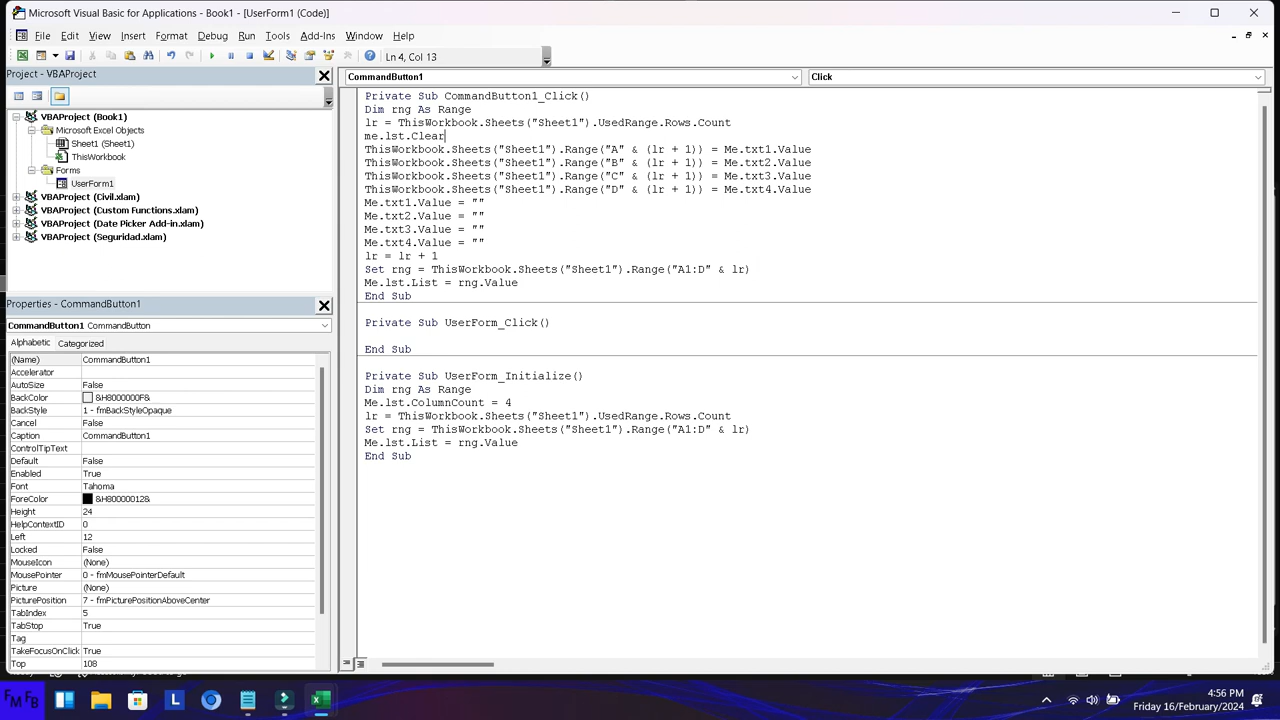 Microsoft Visual Basic for Applications - Book1 - [UserForm1 (Code)]
File Edit View Insert Format Debug Run Tools Add-Ins Window Help
Ln 4, Col 13
Project - VBAProject
CommandButton1 Click
VBAProject (Book1)
Microsoft Excel Objects
Sheet1 (Sheet1)
ThisWorkbook
Forms
UserForm1
VBAProject (Civil.xlam)
VBAProject (Custom Functions.xlam)
VBAProject (Date Picker Add-in.xlam)
VBAProject (Seguridad.xlam)
Properties - CommandButton1
CommandButton1 CommandButton
Alphabetic Categorized
(Name) CommandButton1
Accelerator
AutoSize False
BackColor &H8000000F&
BackStyle 1 - fmBackStyleOpaque
Cancel False
Caption CommandButton1
ControlTipText
Default False
Enabled True
Font Tahoma
ForeColor &H80000012&
Height 24
HelpContextID 0
Left 12
Locked False
MouseIcon (None)
MousePointer 0 - fmMousePointerDefault
Picture (None)
PicturePosition 7 - fmPicturePositionAboveCenter
TabIndex 5
TabStop True
Tag
TakeFocusOnClick True
Top 108
Private Sub CommandButton1_Click()
Dim rng As Range
lr = ThisWorkbook.Sheets("Sheet1").UsedRange.Rows.Count
me.lst.Clear
ThisWorkbook.Sheets("Sheet1").Range("A" & (lr + 1)) = Me.txt1.Value
ThisWorkbook.Sheets("Sheet1").Range("B" & (lr + 1)) = Me.txt2.Value
ThisWorkbook.Sheets("Sheet1").Range("C" & (lr + 1)) = Me.txt3.Value
ThisWorkbook.Sheets("Sheet1").Range("D" & (lr + 1)) = Me.txt4.Value
Me.txt1.Value = ""
Me.txt2.Value = ""
Me.txt3.Value = ""
Me.txt4.Value = ""
lr = lr + 1
Set rng = ThisWorkbook.Sheets("Sheet1").Range("A1:D" & lr)
Me.lst.List = rng.Value
End Sub
Private Sub UserForm_Click()
End Sub
Private Sub UserForm_Initialize()
Dim rng As Range
Me.lst.ColumnCount = 4
lr = ThisWorkbook.Sheets("Sheet1").UsedRange.Rows.Count
Set rng = ThisWorkbook.Sheets("Sheet1").Range("A1:D" & lr)
Me.lst.List = rng.Value
End Sub
FM FB
4:56 PM
Friday 16/February/2024